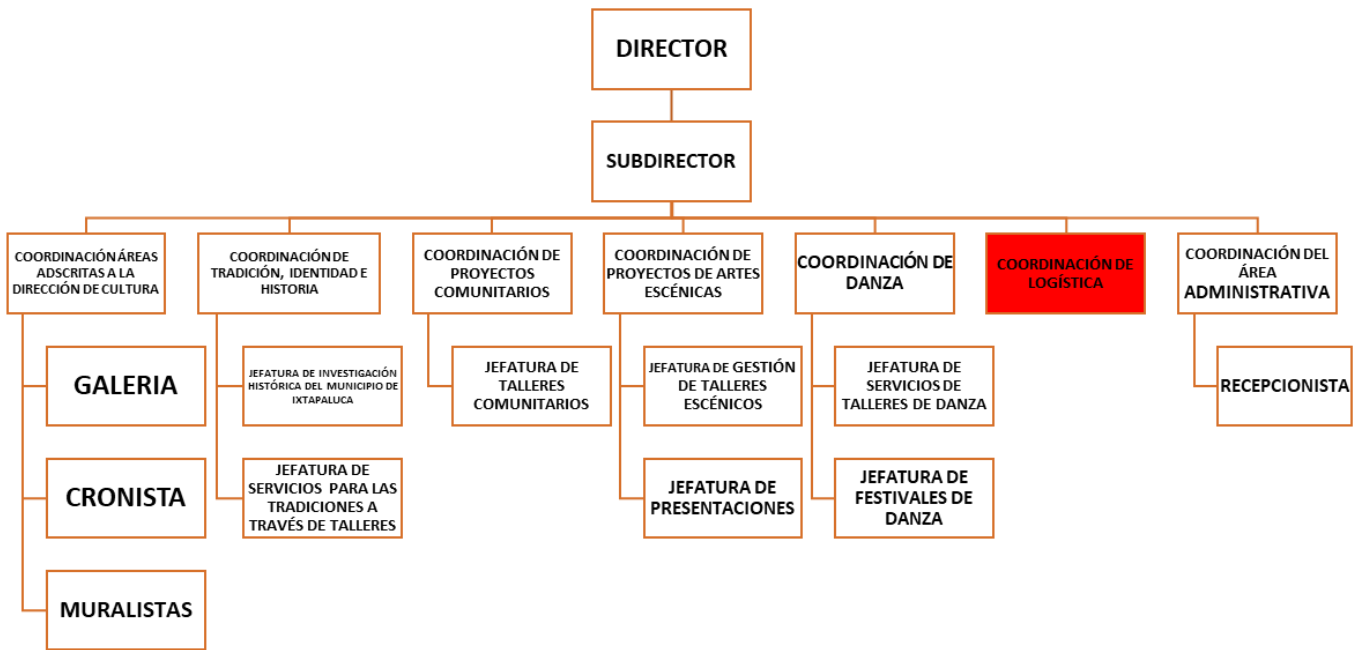 DIRECTOR
SUBDIRECTOR
COORDINACIÓN ÁREAS
ADSCRITAS A LA
DIRECCIÓN DE CULTURA
GALERIA
CRONISTA
MURALISTAS
COORDINACIÓN DE
TRADICIÓN, IDENTIDAD E
HISTORIA
JEFATURA DE INVESTIGACIÓN
HISTÓRICA DEL MUNICIPIO DE
IXTAPALUCA
JEFATURA DE
SERVICIOS PARA LAS
TRADICIONES A
TRAVÉS DE TALLERES
COORDINACIÓN DE
PROYECTOS
COMUNITARIOS
JEFATURA DE
TALLERES
COMUNITARIOS
COORDINACIÓN DE
PROYECTOS DE ARTES
ESCÉNICAS
JEFATURA DE GESTIÓN
DE TALLERES
ESCÉNICOS
JEFATURA DE
PRESENTACIONES
COORDINACIÓN DE
DANZA
JEFATURA DE
SERVICIOS DE
TALLERES DE DANZA
JEFATURA DE
FESTIVALES DE
DANZA
COORDINACIÓN DE
LOGÍSTICA
COORDINACIÓN DEL
ÁREA
ADMINISTRATIVA
RECEPCIONISTA